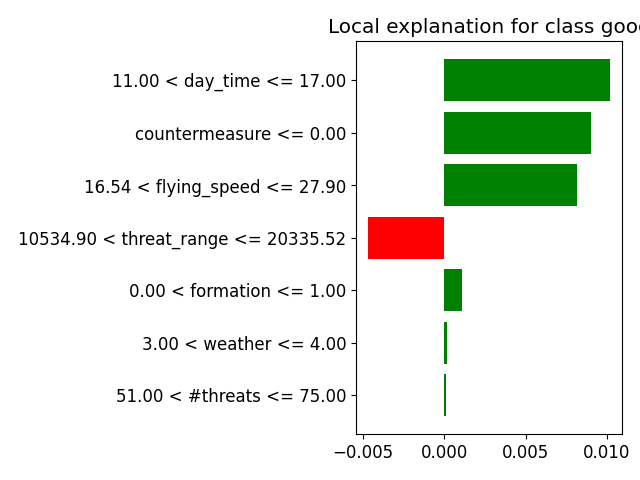 Local explanation for class good
11.00 < day_time <= 17.00
countermeasure <= 0.00
16.54 < flying_speed <= 27.90
10534.90 < threat_range <= 20335.52
0.00 < formation <= 1.00
3.00 < weather <= 4.00
51.00 < #threats <= 75.00
−0.005 0.000 0.005 0.010